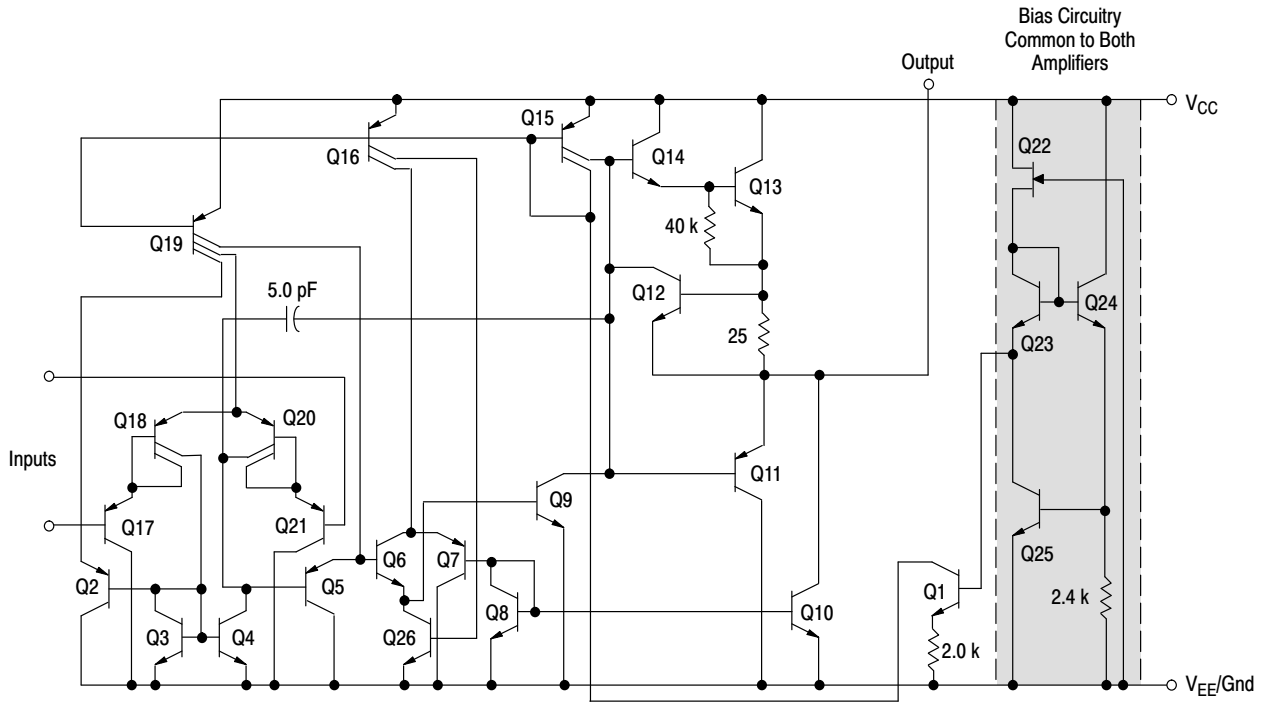 Bias Circuitry
Common to Both
Amplifiers
Output
VCC
Q15
Q16
Q14
Q22
Q13
Q19
40 k
5.0 pF
Q12
Q24
25
Q23
Q18
Q20
Inputs
Q11
Q9
Q17
Q21
Q6
Q7
Q25
Q2
Q5
Q1
Q8
Q10
2.4 k
Q3
Q4
Q26
2.0 k
VEE/Gnd